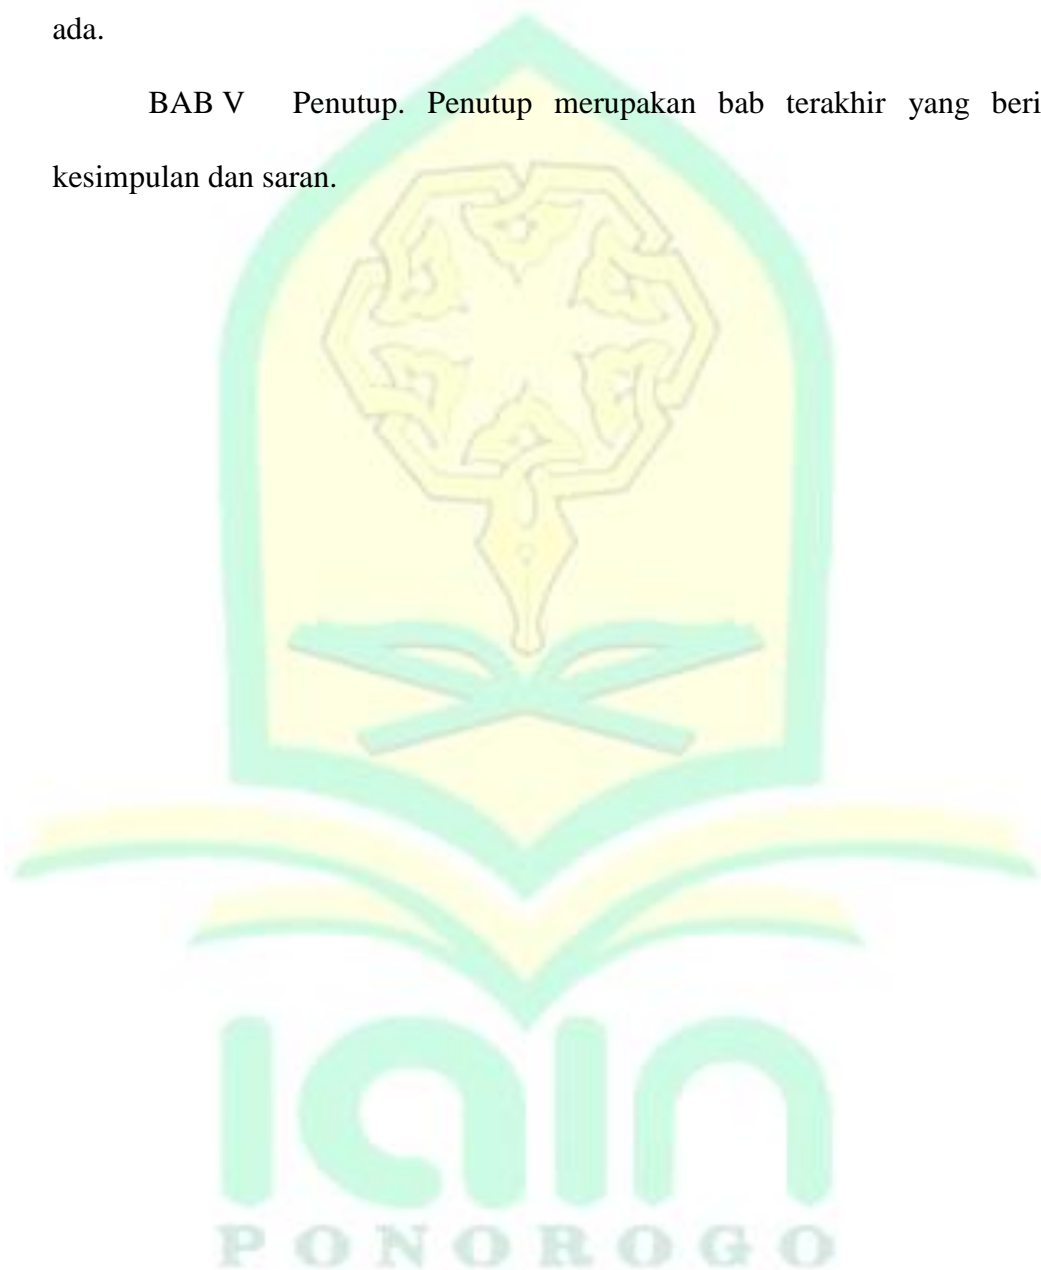 ada.
BAB V Penutup. Penutup merupakan bab terakhir yang beri
kesimpulan dan saran.
iain
PONOROGO